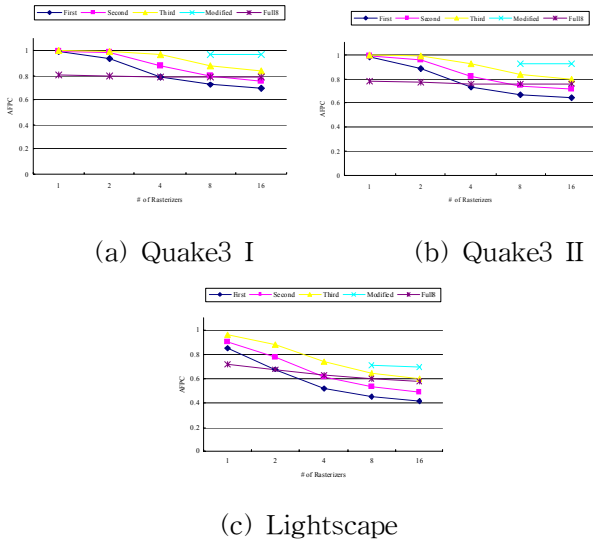 First Second Third Modified Full8
1
0.8
0.6
0.4
0.2
0
AFPC
1 2 4 8 16
# of Rasterizers
(a) Quake3 I
First Second Third Modified Full8
1
0.8
0.6
0.4
0.2
0
AFPC
1 2 4 8 16
# of Rasterizers
(b) Quake3 II
First Second Third Modified Full8
1
0.8
0.6
0.4
0.2
0
AFPC
1 2 4 8 16
# of Rasterizers
(c) Lightscape